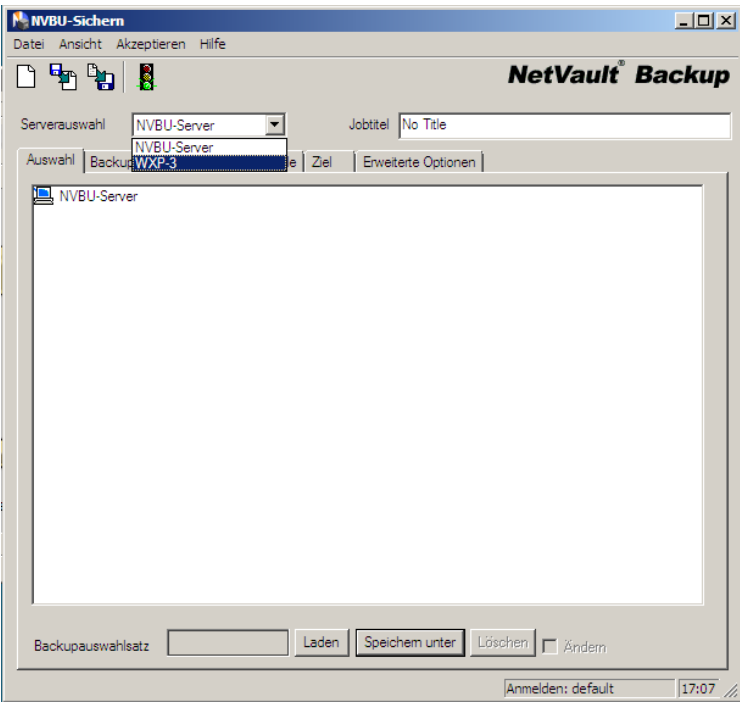 NVBU-Sichern
Datei Ansicht Akzeptieren Hilfe
NetVault® Backup
Serverauswahl NVBU-Server Jobtitel No Title
NVBU-Server
WXP-3
Auswahl Backup e Ziel Erweiterte Optionen
NVBU-Server
Backupauswahlsatz Laden Speichern unter Löschen Ändern
Anmelden: default 17:07